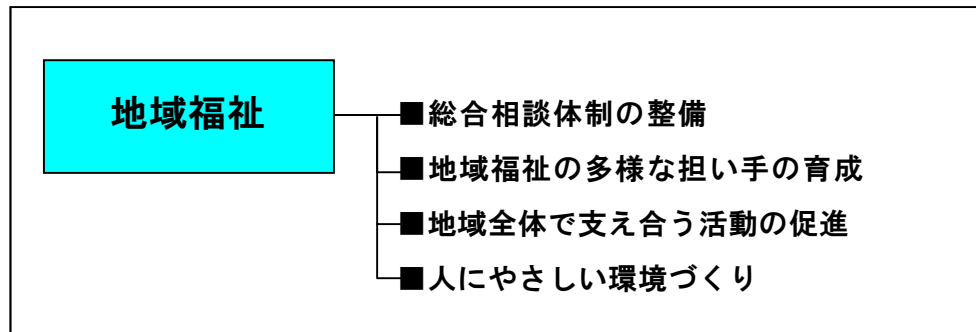 地域福祉
■総合相談体制の整備
■地域福祉の多様な担い手の育成
■地域全体で支え合う活動の促進
■人にやさしい環境づくり